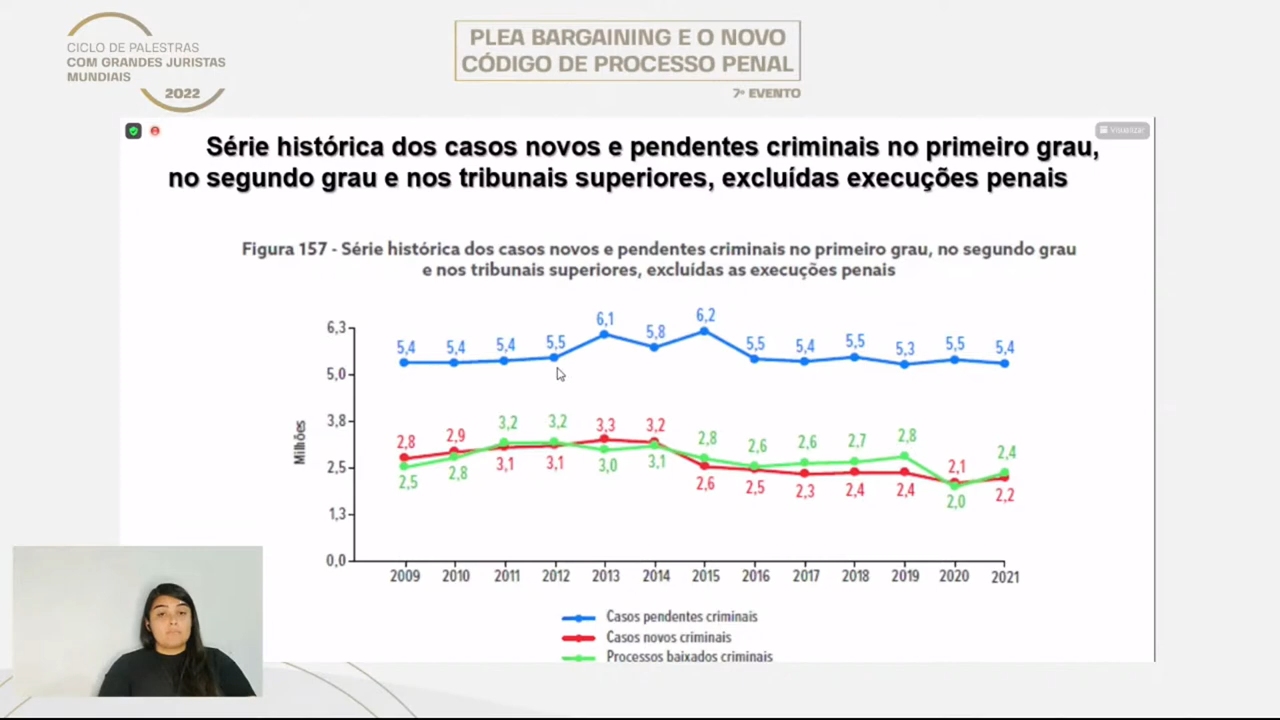 CICLO DE PALESTRAS
COM GRANDES JURISTAS
MUNDIAIS
2022
PLEA BARGAINING E O NOVO
CÓDIGO DE PROCESSO PENAL
7º EVENTO
Visualizar
Série histórica dos casos novos e pendentes criminais no primeiro grau,
no segundo grau e nos tribunais superiores, excluídas execuções penais
Figura 157 - Série histórica dos casos novos e pendentes criminais no primeiro grau, no segundo grau
e nos tribunais superiores, excluídas as execuções penais
Milhões
6,3
5,0
3,8
2,5
1,3
0,0
5,4 5,4 5,4 5,5 6,1 5,8 6,2 5,5 5,4 5,5 5,3 5,5 5,4
2,8 2,9 3,1 3,1 3,3 3,2 2,6 2,5 2,3 2,4 2,4 2,1 2,2
2,5 2,8 3,2 3,2 3,0 3,1 2,8 2,6 2,6 2,7 2,8 2,0 2,4
2009 2010 2011 2012 2013 2014 2015 2016 2017 2018 2019 2020 2021
Casos pendentes criminais
Casos novos criminais
Processos baixados criminais